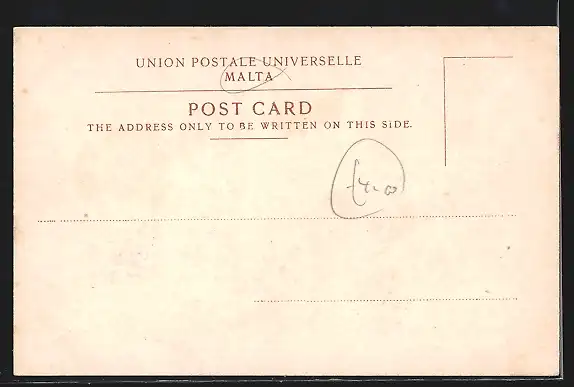 UNION POSTALE UNIVERSELLE
MALTA
POST CARD
THE ADDRESS ONLY TO BE WRITTEN ON THIS SIDE.